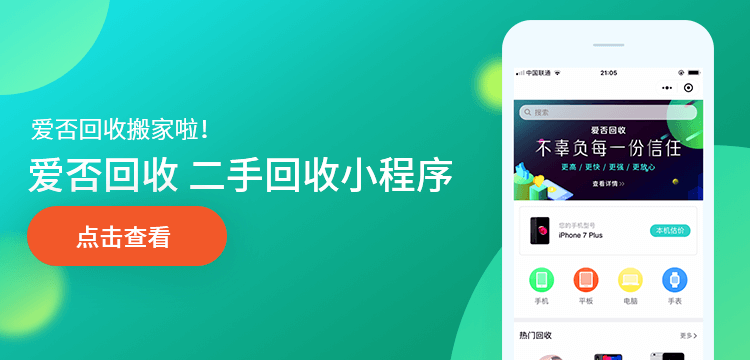 爱否回收搬家啦!
爱否回收 二手回收小程序
点击查看
中国联通
21:05
搜索
爱否回收
不辜负每一份信任
更高 / 更快 / 更强 / 更放心
查看详情
您的手机型号
iPhone 7 Plus
本机估价
手机
平板
电脑
手表
热门回收
更多